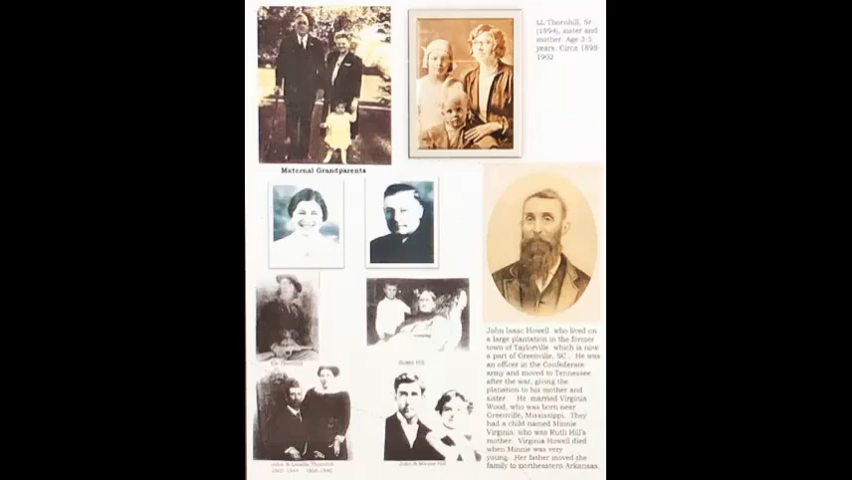 LL Thornhill, Sr
(1894), sister and
mother. Age 3-5
years. Circa 1898-
1902
Maternal Grandparents
John Isaac Howell who lived on
a large plantation in the former
town of Taylorville which is now
a part of Greenville, SC . He was
an officer in the Confederate
army and moved to Tennessee
after the war, giving the
planation to his mother and
sister. He married Virginia
Wood, who was born near
Greenville, Mississippi. They
had a child named Minnie
Virginia, who was Ruth Hill's
mother. Virginia Howell died
when Minnie was very
young. Her father moved the
family to northeastern Arkansas.
Thornhill
Hill
John & Luvella Thornhill
John & Minnie Hill